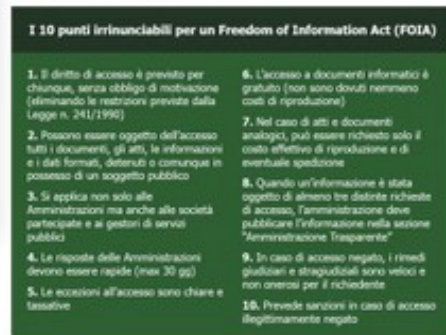 I 10 punti irrinunciabili per un Freedom of Information Act (FOIA)
1. Il diritto di accesso è previsto per
chiunque, senza obbligo di motivazione
(eliminando le restrizioni previste dalla
Legge n. 241/1990)
2. Possono essere oggetto dell'accesso
tutti i documenti, gli atti, le informazioni
e i dati formati, detenuti o comunque in
possesso di un soggetto pubblico
3. Si applica non solo alle
Amministrazioni ma anche alle società
partecipate e ai gestori di servizi
pubblici
4. Le risposte delle Amministrazioni
devono essere rapide (max 30 gg)
5. Le eccezioni all'accesso sono chiare e
tassative
6. L'accesso a documenti informatici è
gratuito (non sono dovuti nemmeno
costi di riproduzione)
7. Nel caso di atti e documenti
analogici, può essere richiesto solo il
costo effettivo di riproduzione e di
eventuale spedizione
8. Quando un'informazione è stata
oggetto di almeno tre distinte richieste
di accesso, l'amministrazione deve
pubblicare l'informazione nella sezione
"Amministrazione Trasparente"
9. In caso di accesso negato, i rimedi
giudiziari e stragiudiziali sono veloci e
non onerosi per il richiedente
10. Prevede sanzioni in caso di accesso
illegittimamente negato